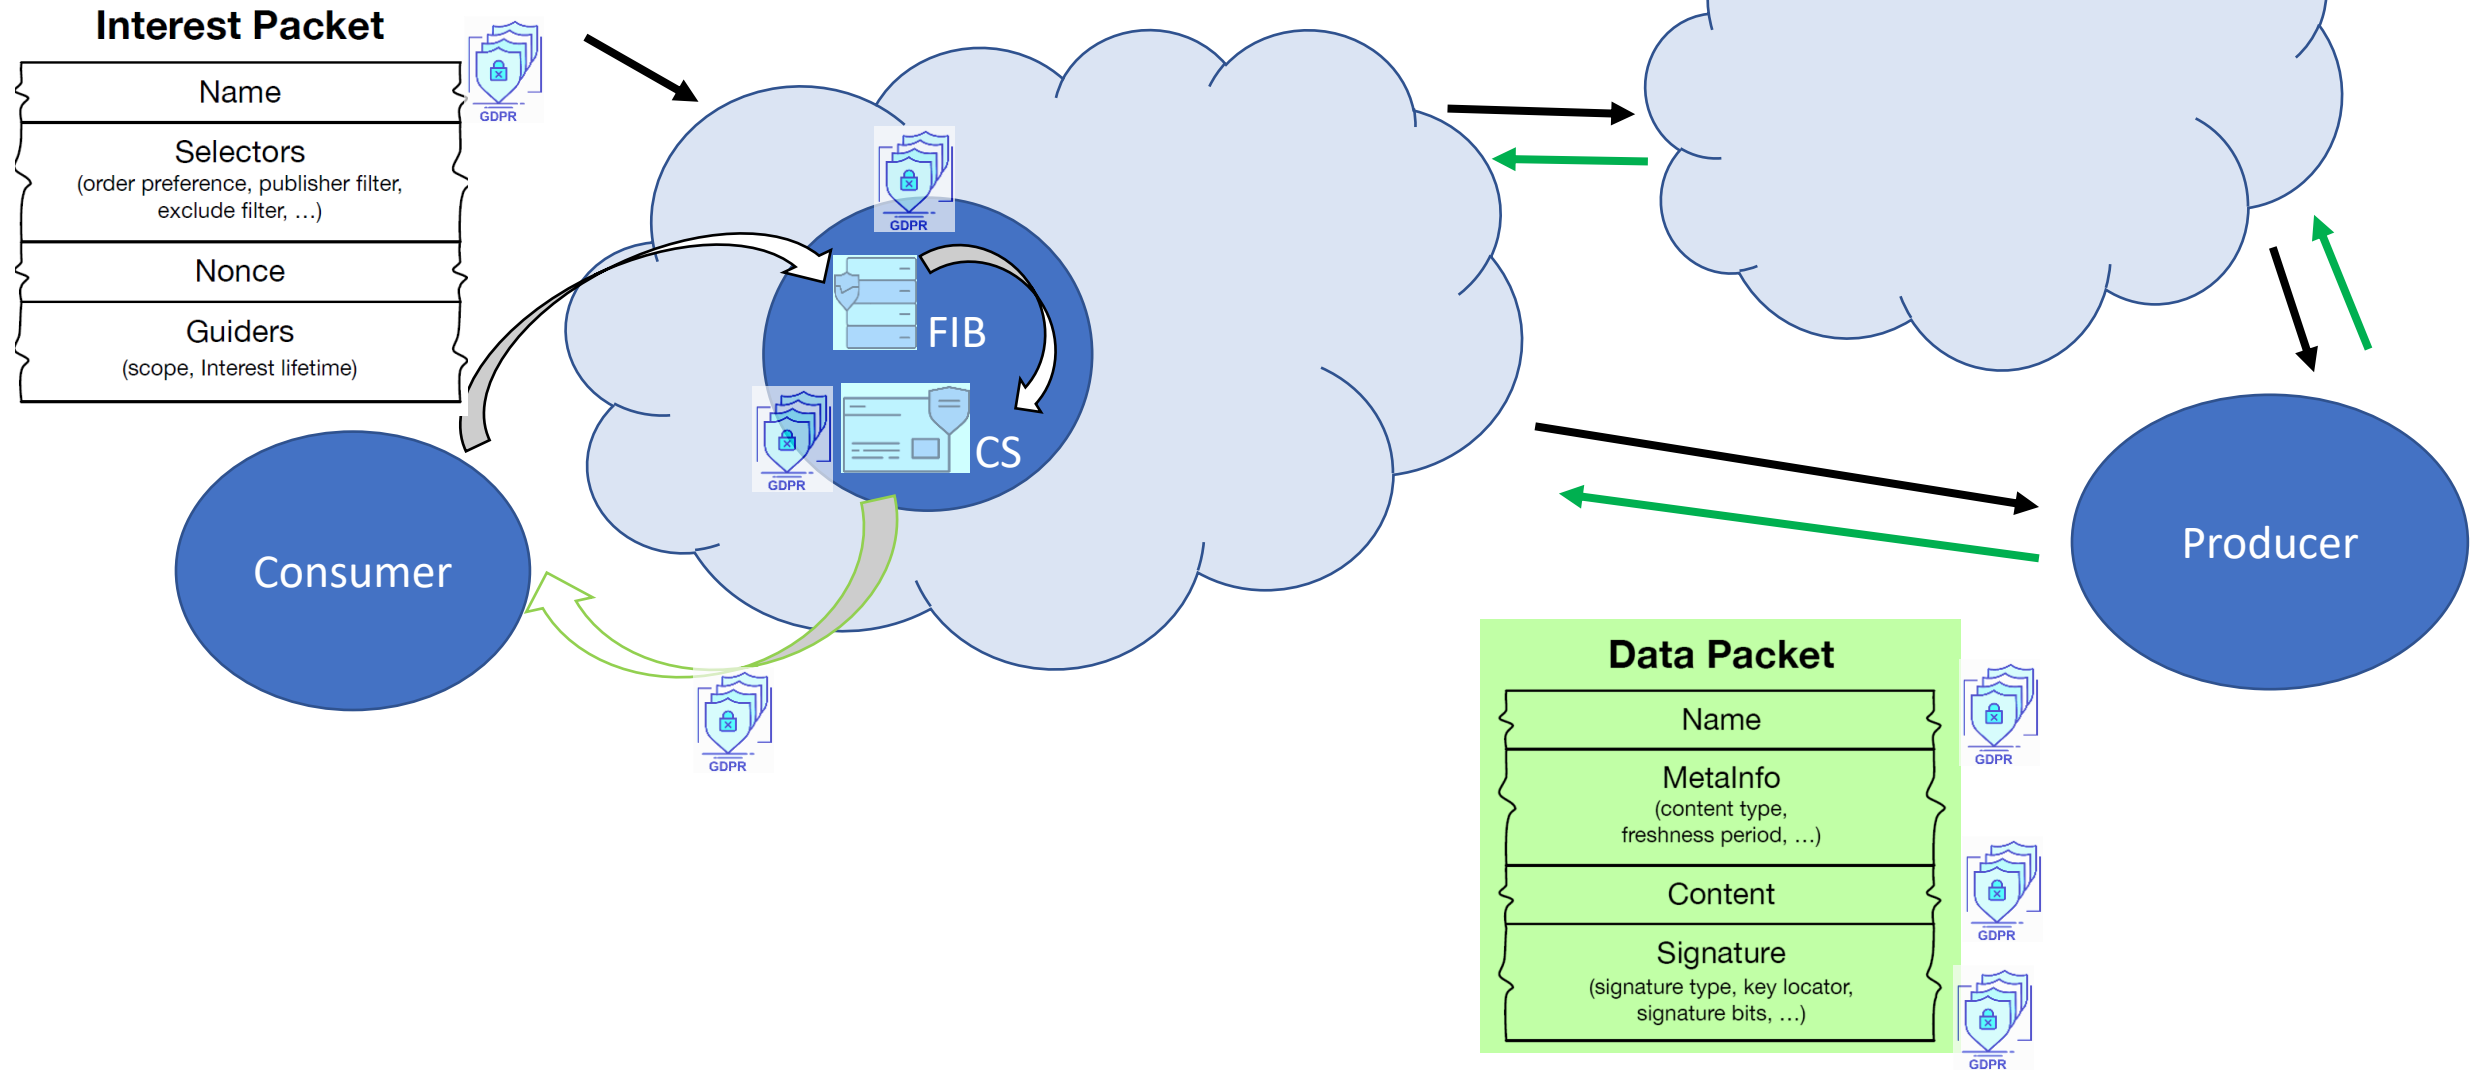 Interest Packet
GDPR
Name
Selectors
(order preference, publisher filter,
exclude filter, ...)
Nonce
Guiders
(scope, Interest lifetime)
GDPR
FIB
CS
GDPR
Consumer
GDPR
Producer
Data Packet
Name
GDPR
MetaInfo
(content type,
freshness period, ...)
Content
GDPR
Signature
(signature type, key locator,
signature bits, ...)
GDPR